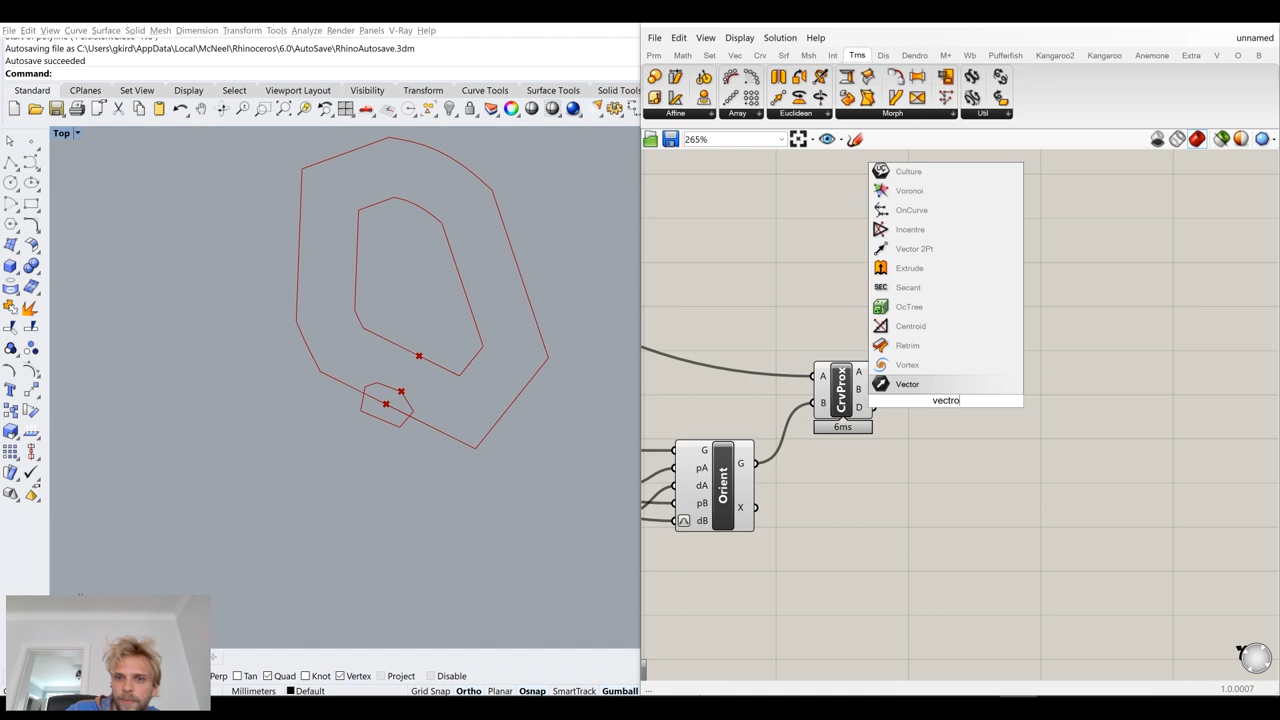 File Edit View Curve Surface Solid Mesh Dimension Transform Tools Analyze Render Panels V-Ray Help
Autosaving file as C:\Users\gkird\AppData\Local\McNeel\Rhinoceros\6.0\AutoSave\RhinoAutosave.3dm
Autosave succeeded
Command:
Standard CPlanes Set View Display Select Viewport Layout Visibility Transform Curve Tools Surface Tools Solid Tools
Top
Perp Tan Quad Knot Vertex Project Disable
Millimeters Default Grid Snap Ortho Planar Osnap SmartTrack Gumball
File Edit View Display Solution Help unnamed
Prm Math Set Vec Crv Srf Msh Int Trns Dis Dendro M+ Wb Pufferfish Kangaroo2 Kangaroo Anemone Extra V O B
Affine Array Euclidean Morph Util
265%
Culture
Voronoi
OnCurve
Incentre
Vector 2Pt
Extrude
SEC Secant
OcTree
Centroid
Retrim
Vortex
Vector
vectro
A B CrvProx A B D
6ms
G pA dA pB dB Orient G X
... 1.0.0007